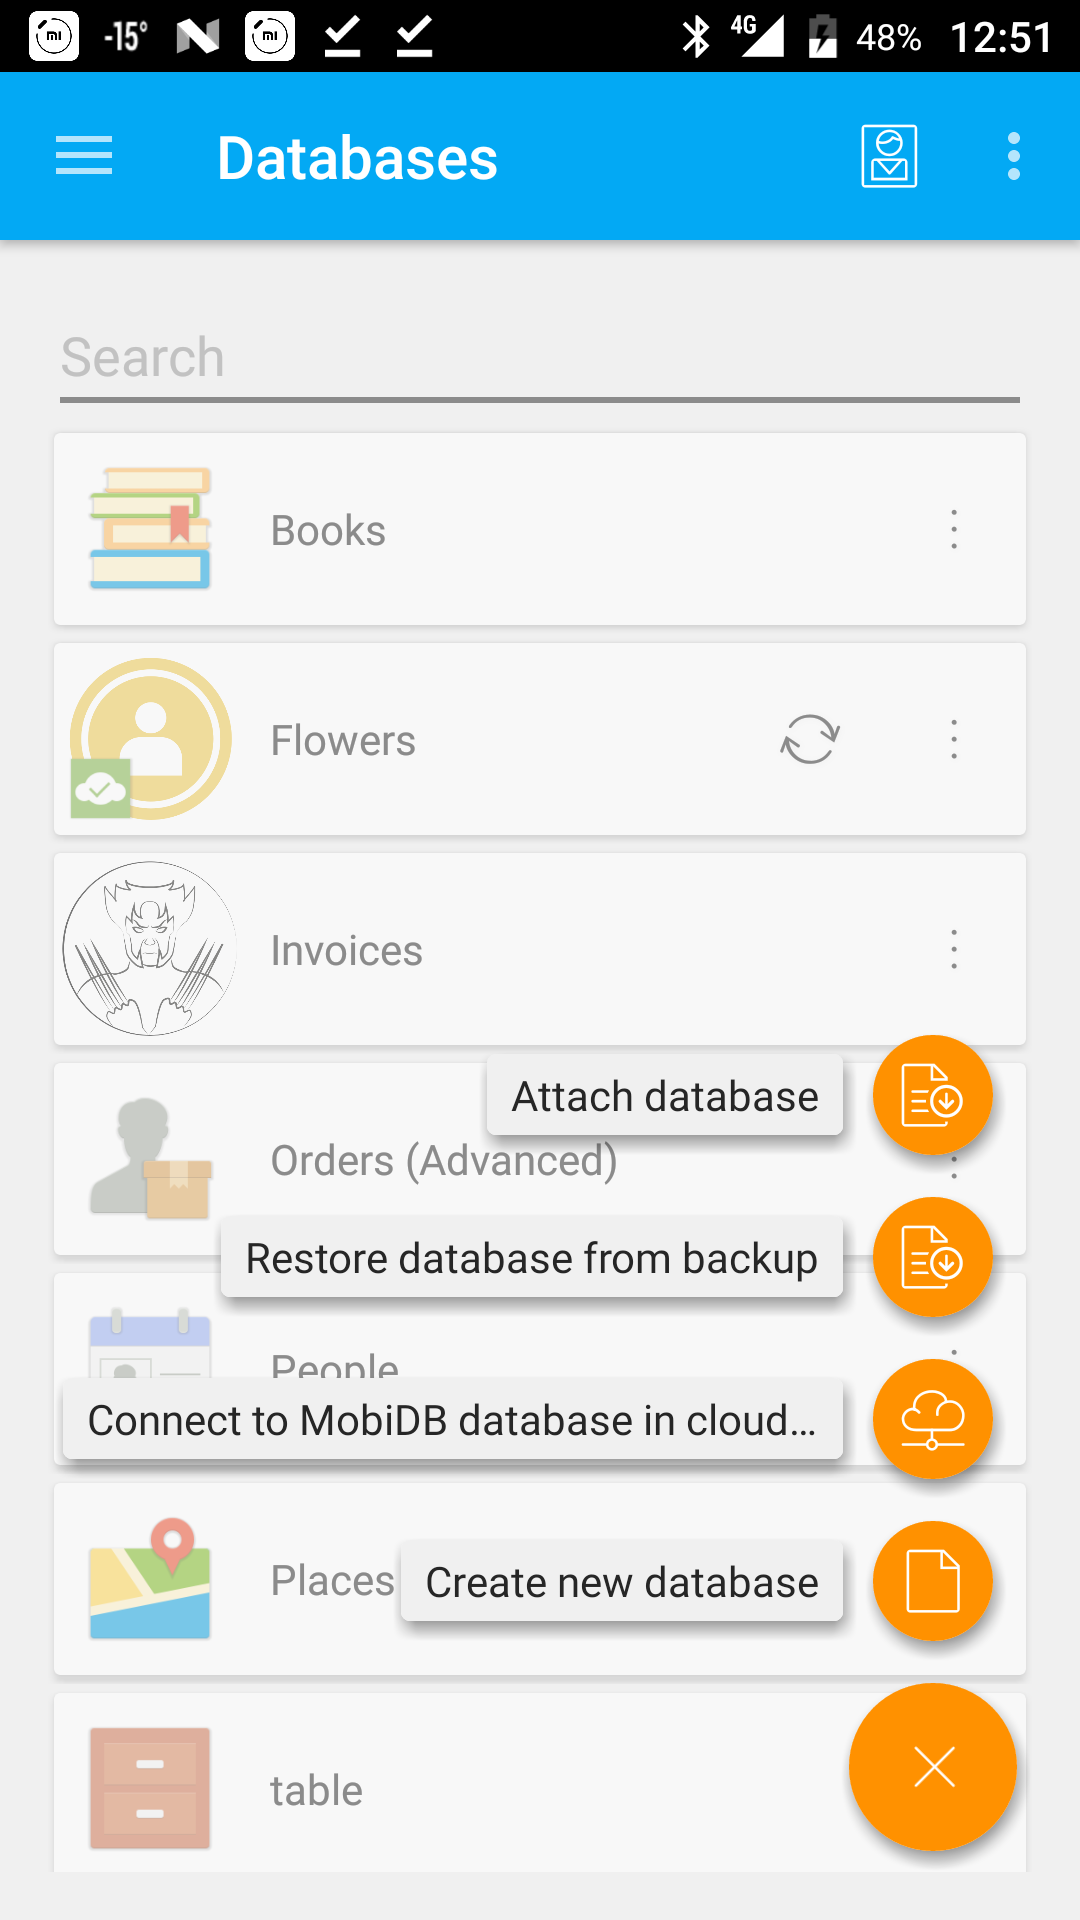 -15° 4G 48% 12:51
Databases
Search
Books
Flowers
Invoices
Attach database
Orders (Advanced)
Restore database from backup
People
Connect to MobiDB database in cloud...
Places
Create new database
table